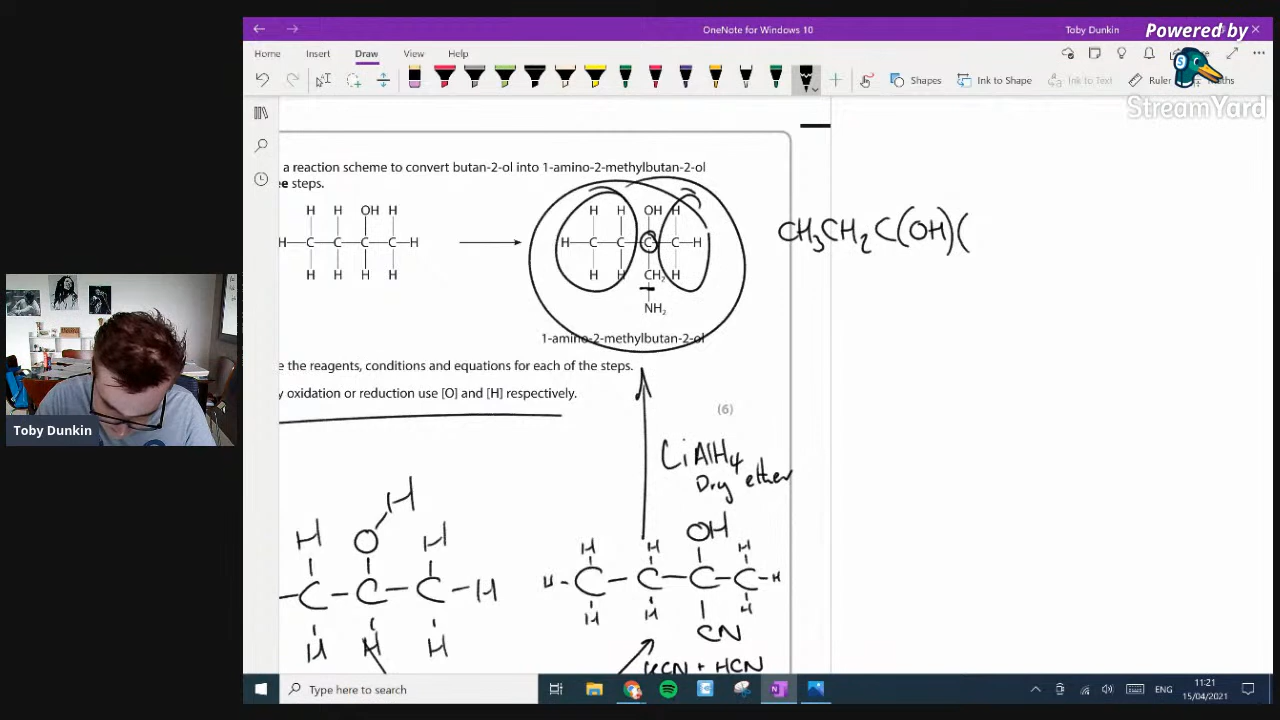 OneNote for Windows 10
Toby Dunkin
Powered by
StreamYard
Home Insert Draw View Help
Shapes Ink to Shape Ink to Text Ruler Maths
a reaction scheme to convert butan-2-ol into 1-amino-2-methylbutan-2-ol
ee steps.
H H OH H
H—C—C—C—C—H
H H H H
H H OH H
H—C—C—C—C—H
H H CH₂ H
NH₂
1-amino-2-methylbutan-2-ol
CH₃CH₂C(OH)(
e the reagents, conditions and equations for each of the steps.
y oxidation or reduction use [O] and [H] respectively.
(6)
LiAlH₄
Dry ether
H
H O H
C – C – C – H
H H H
H H OH H
H – C – C – C – C – H
H H CN H
KCN + HCN
Toby Dunkin
Type here to search
ENG
11:21
15/04/2021